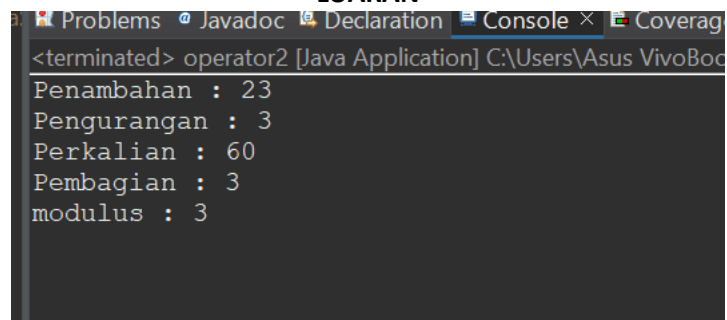 Problems @ Javadoc Declaration Console × Coverag
<terminated> operator2 [Java Application] C:\Users\Asus VivoBoo
Penambahan : 23
Pengurangan : 3
Perkalian : 60
Pembagian : 3
modulus : 3